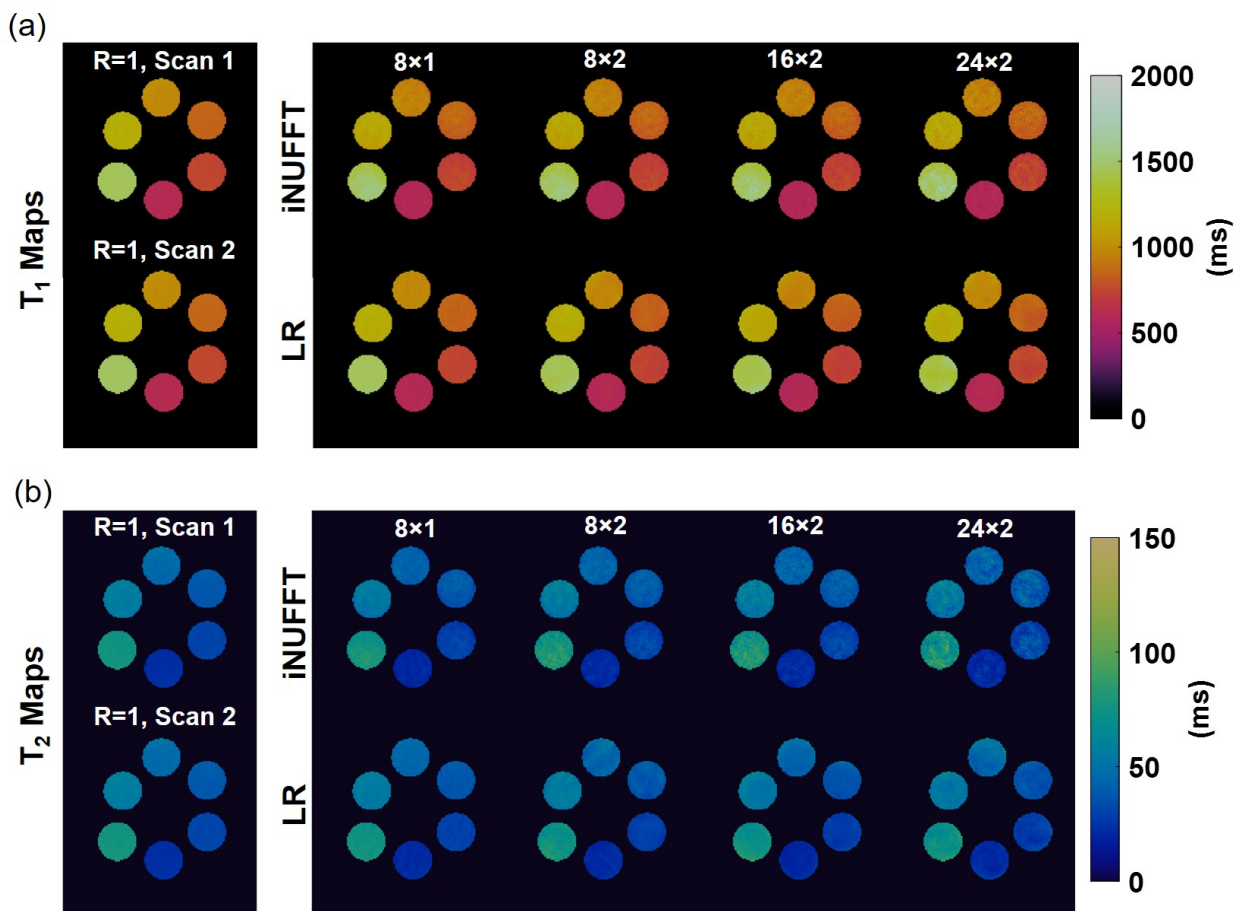 (a)
R=1, Scan 1
8×1
8×2
16×2
24×2
2000
1500
1000
500
0
(ms)
iNUFFT
T1 Maps
R=1, Scan 2
LR
(b)
R=1, Scan 1
8×1
8×2
16×2
24×2
150
100
50
0
(ms)
iNUFFT
T2 Maps
R=1, Scan 2
LR